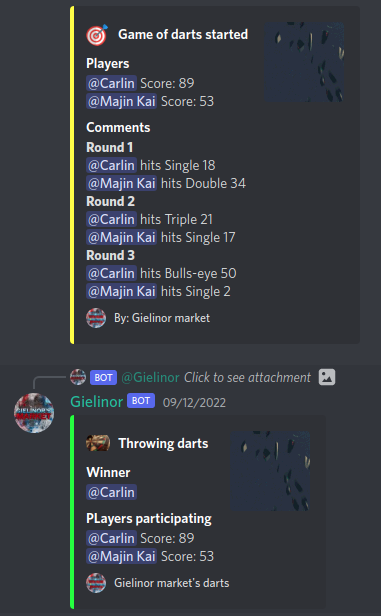 Game of darts started
Players
@Carlin Score: 89
@Majin Kai Score: 53
Comments
Round 1
@Carlin hits Single 18
@Majin Kai hits Double 34
Round 2
@Carlin hits Triple 21
@Majin Kai hits Single 17
Round 3
@Carlin hits Bulls-eye 50
@Majin Kai hits Single 2
By: Gielinor market
BOT @Gielinor Click to see attachment
Gielinor BOT 09/12/2022
Throwing darts
Winner
@Carlin
PLayers participating
@Carlin Score: 89
@Majin Kai Score: 53
Gielinor market's darts